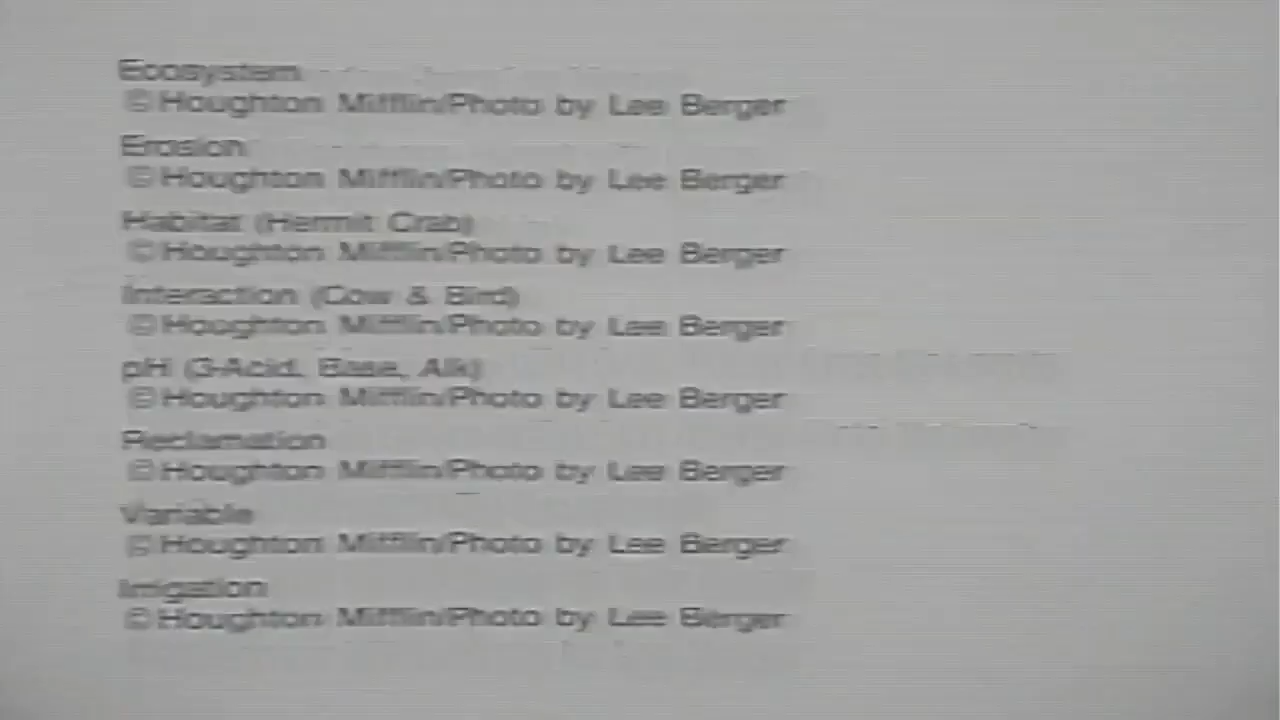 Ecosystem
© Houghton Mifflin/Photo by Lee Berger
Erosion
© Houghton Mifflin/Photo by Lee Berger
Habitat (Hermit Crab)
© Houghton Mifflin/Photo by Lee Berger
Interaction (Cow & Bird)
© Houghton Mifflin/Photo by Lee Berger
pH (3-Acid, Base, Alk)
© Houghton Mifflin/Photo by Lee Berger
Reclamation
© Houghton Mifflin/Photo by Lee Berger
Variable
© Houghton Mifflin/Photo by Lee Berger
Irrigation
© Houghton Mifflin/Photo by Lee Berger